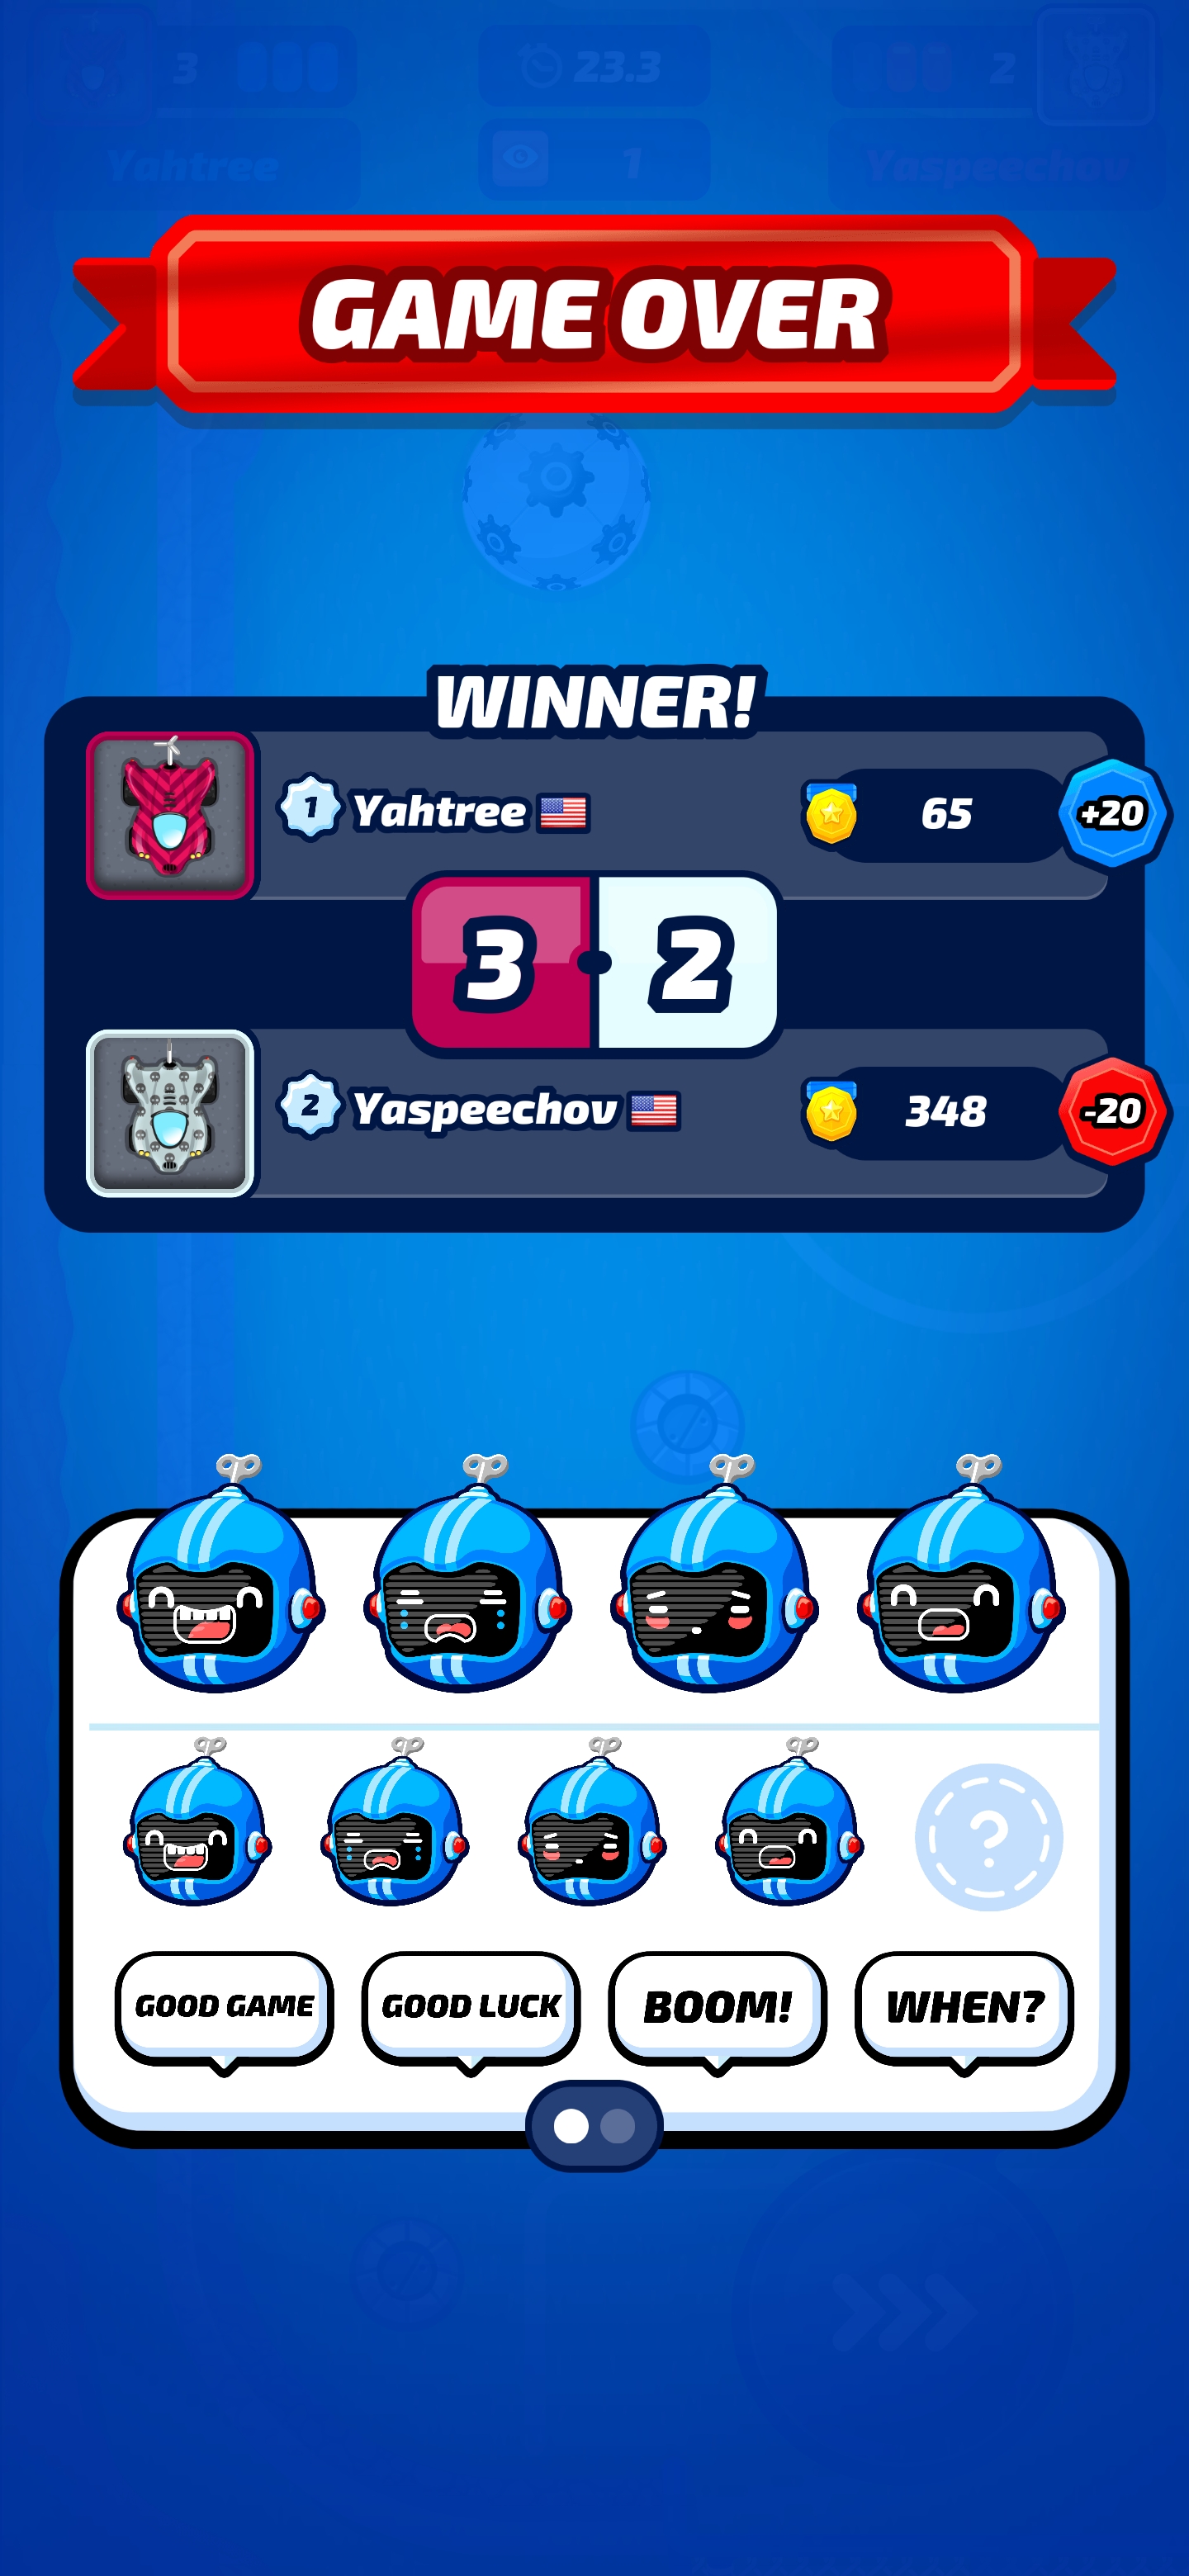 3 23.3 2
Yahtree 1 Yaspeechov
GAME OVER
WINNER!
1 Yahtree 65 +20
3 2
2 Yaspeechov 348 -20
?
GOOD GAME GOOD LUCK BOOM! WHEN?